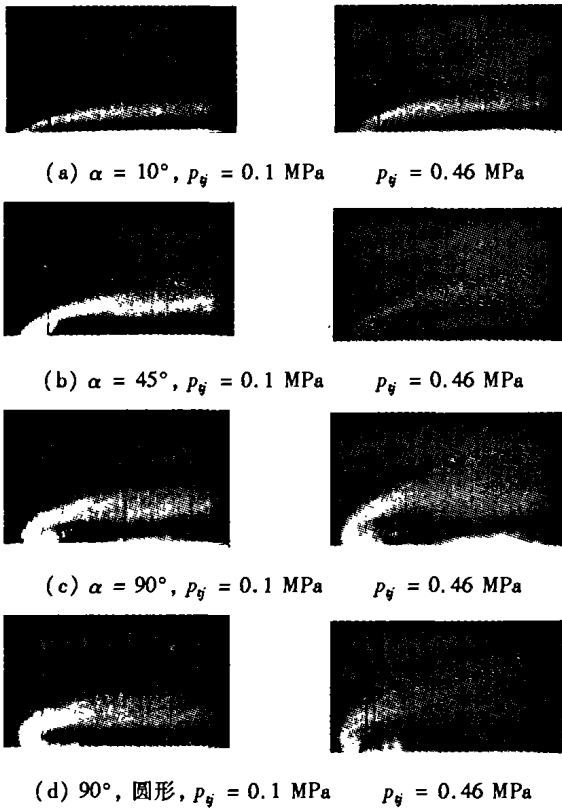 (a) α = 10°, p_tj = 0.1 MPa p_tj = 0.46 MPa
(b) α = 45°, p_tj = 0.1 MPa p_tj = 0.46 MPa
(c) α = 90°, p_tj = 0.1 MPa p_tj = 0.46 MPa
(d) 90°, 圆形, p_tj = 0.1 MPa p_tj = 0.46 MPa